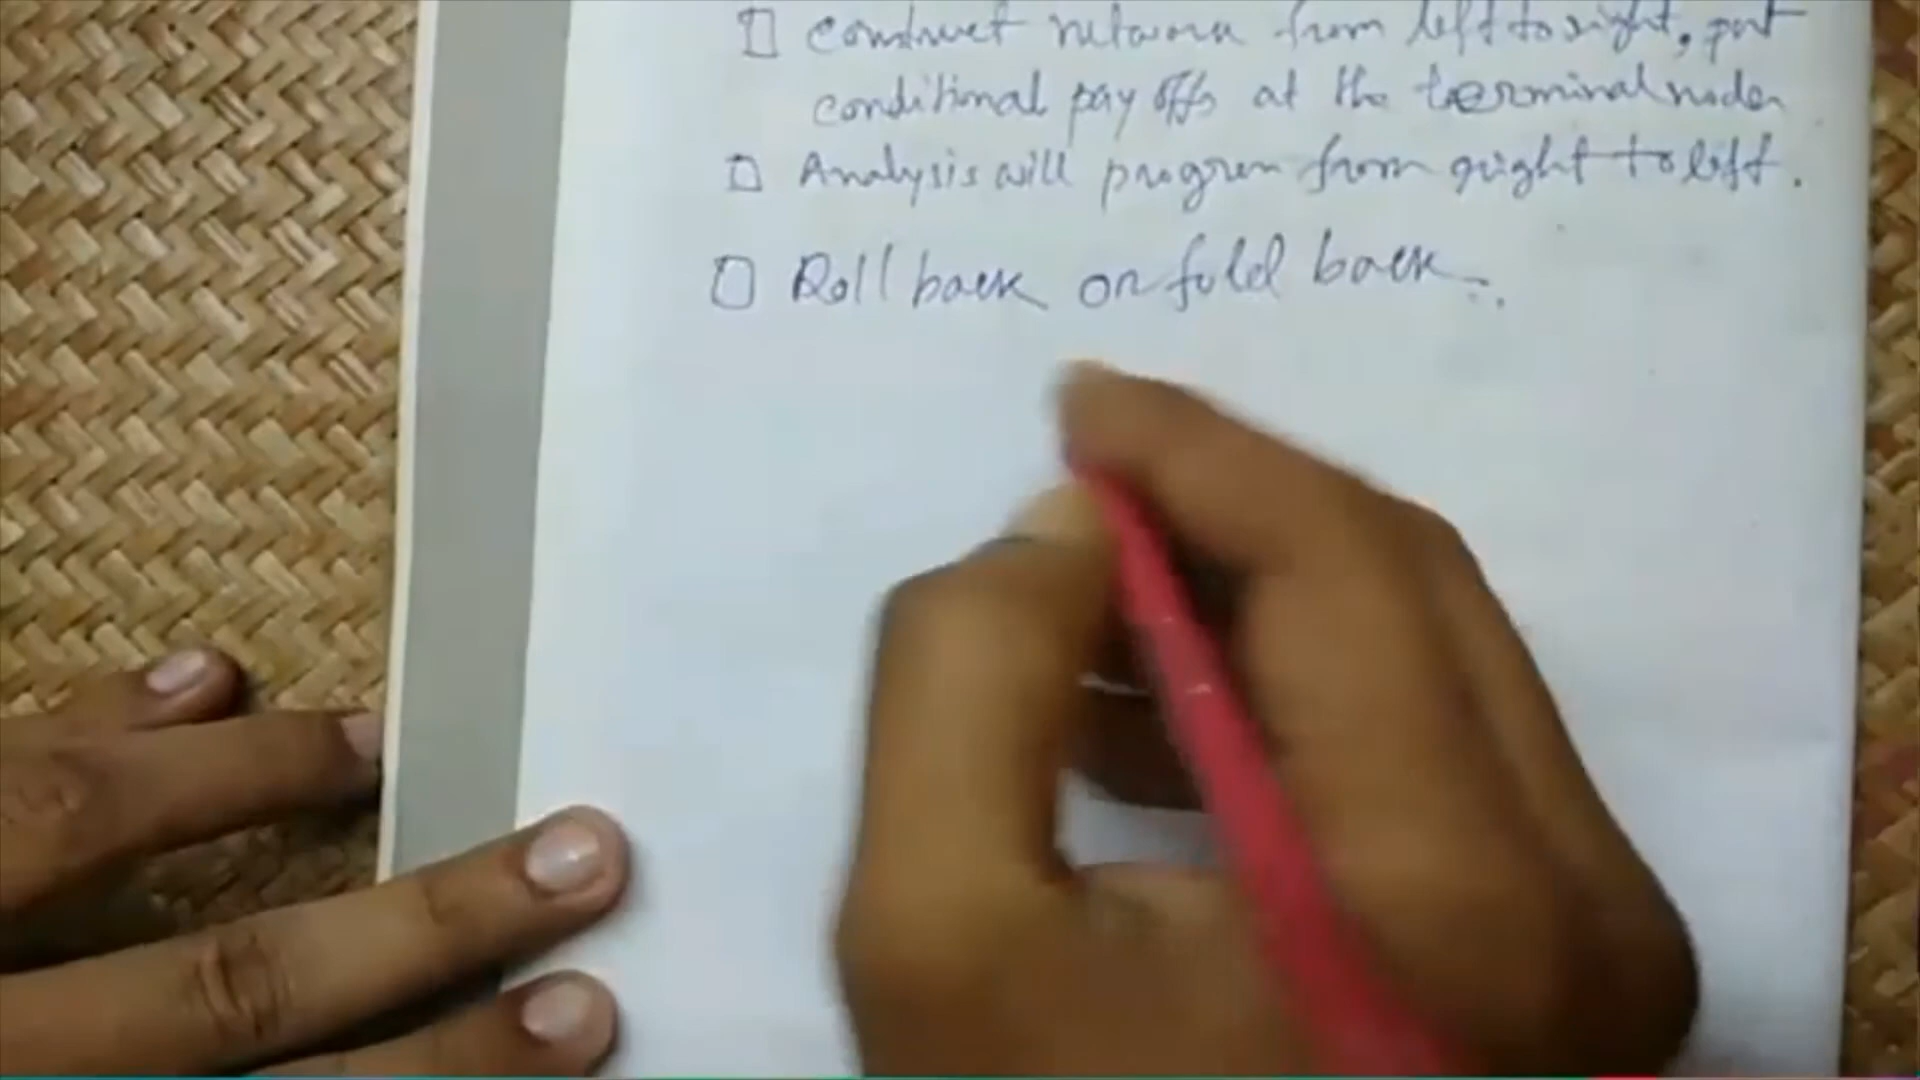 □ construct network from left to right, put
conditional pay offs at the terminal nodes
□ Analysis will progress from right to left.
□ Roll back or fold back.